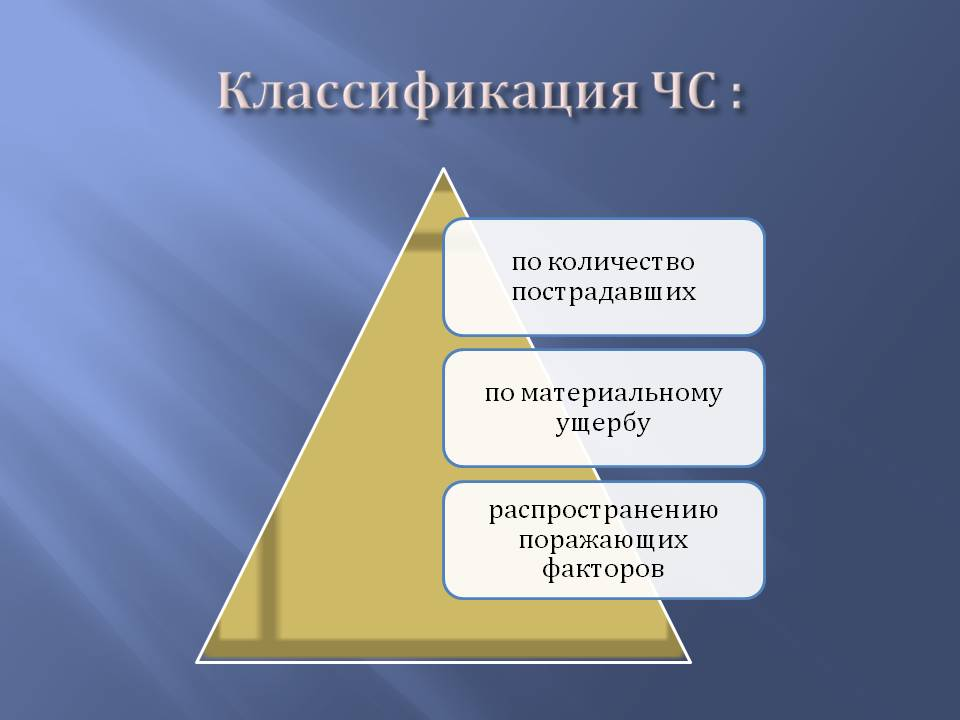 Классификация ЧС :
по количество
пострадавших
по материальному
ущербу
распространению
поражающих
факторов